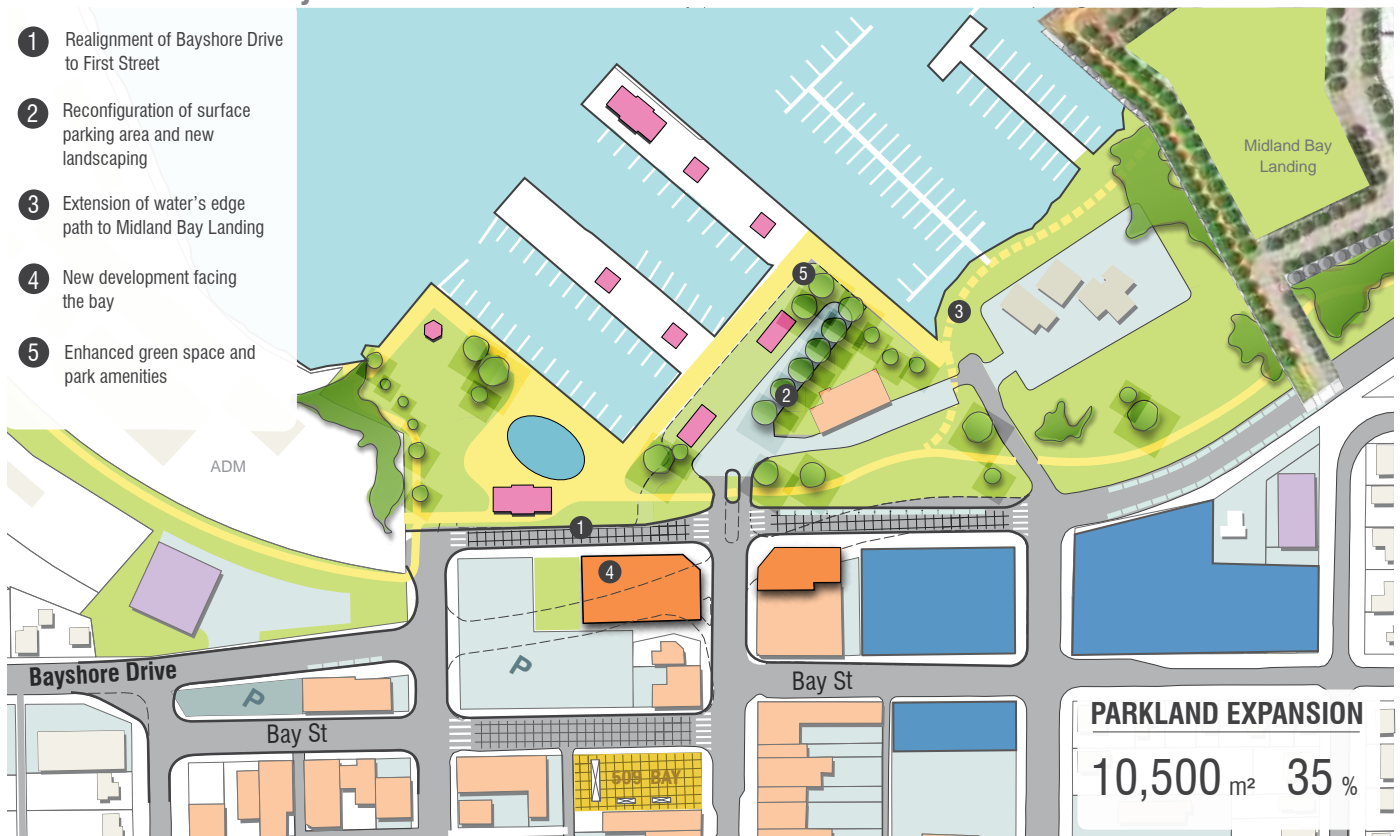 1 Realignment of Bayshore Drive
to First Street
2 Reconfiguration of surface
parking area and new
landscaping
3 Extension of water's edge
path to Midland Bay Landing
4 New development facing
the bay
5 Enhanced green space and
park amenities
Midland Bay
Landing
5
3
2
ADM
1
4
P
Bayshore Drive
P
Bay St
Bay St
509 BAY
PARKLAND EXPANSION
10,500 m² 35 %